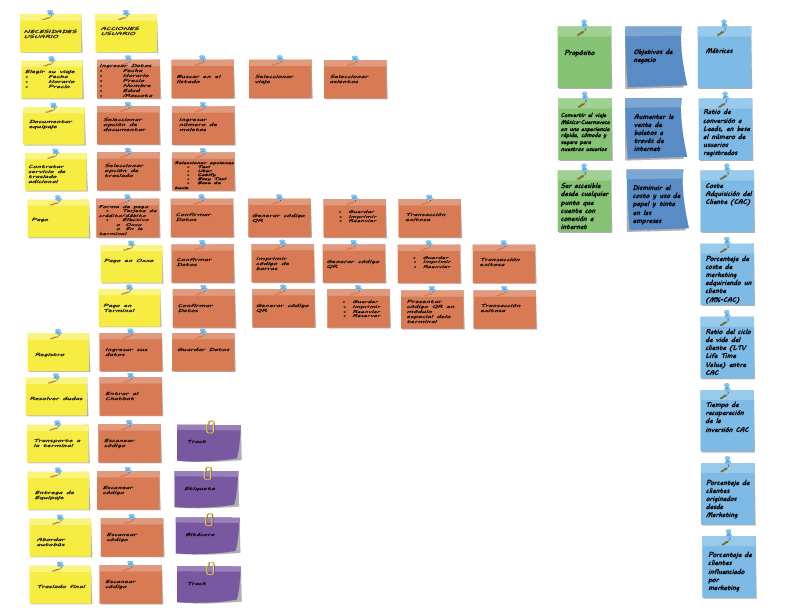 NECESIDADES
USUARIO
ACCIONES
USUARIO
Elegir su viaje
• Fecha
• Horario
• Precio
Ingresar Datos
• Fecha
• Horario
• Precio
• Nombre
• Edad
• Mascota
Buscar en el
listado
Seleccionar
viaje
Seleccionar
asientos
Documentar
equipaje
Seleccionar
opción de
documentar
Ingresar
número de
maletas
Contratar
servicio de
traslado
adicional
Seleccionar
opción de
traslado
Seleccionar opciones
• Taxi
• Uber
• Cabify
• Easy Taxi
• Base de
taxis
Pago
Forma de pago
• Tarjeta de
crédito/débito
• Efectivo
o Oxxo
o En la
terminal
Confirmar
Datos
Generar código
QR
• Guardar
• Imprimir
• Reenviar
Transacción
exitosa
Pago en Oxxo
Confirmar
Datos
Imprimir
código de
barras
Generar código
QR
• Guardar
• Imprimir
• Reenviar
Transacción
exitosa
Pago en
Terminal
Confirmar
Datos
Generar código
QR
• Guardar
• Imprimir
• Reenviar
• Reservar
Presentar
código QR en
módulo
especial dela
terminal
Transacción
exitosa
Registro
Ingresar sus
datos
Guardar Datos
Resolver dudas
Entrar al
Chatbot
Transporte a
la terminal
Escanear
código
Track
Entrega de
Equipaje
Escanear
código
Etiqueta
Abordar
autobús
Escanear
código
Bitácora
Traslado final
Escanear
código
Track
Propósito
Objetivos de
negocio
Métricas
Convertir el viaje
México-Cuernavaca
en una experiencia
rápida, cómoda y
segura para
nuestros usuarios
Aumentar la
venta de
boletos a
través de
internet
Ratio de
conversión a
Leads, en base
el número de
usuarios
registrados
Ser accesible
desde cualquier
punto que
cuente con
conexión a
internet
Disminuir el
costo y uso de
papel y tinta
en las
empresas
Coste
Adquisición del
Cliente (CAC)
Porcentaje de
coste de
marketing
adquiriendo un
cliente
(M%-CAC)
Ratio del ciclo
de vida del
cliente (LTV
Life Time
Value) entre
CAC
Tiempo de
recuperación
de la
inversión CAC
Porcentaje de
clientes
originados
desde
Marketing
Porcentaje de
clientes
influenciado
por
marketing